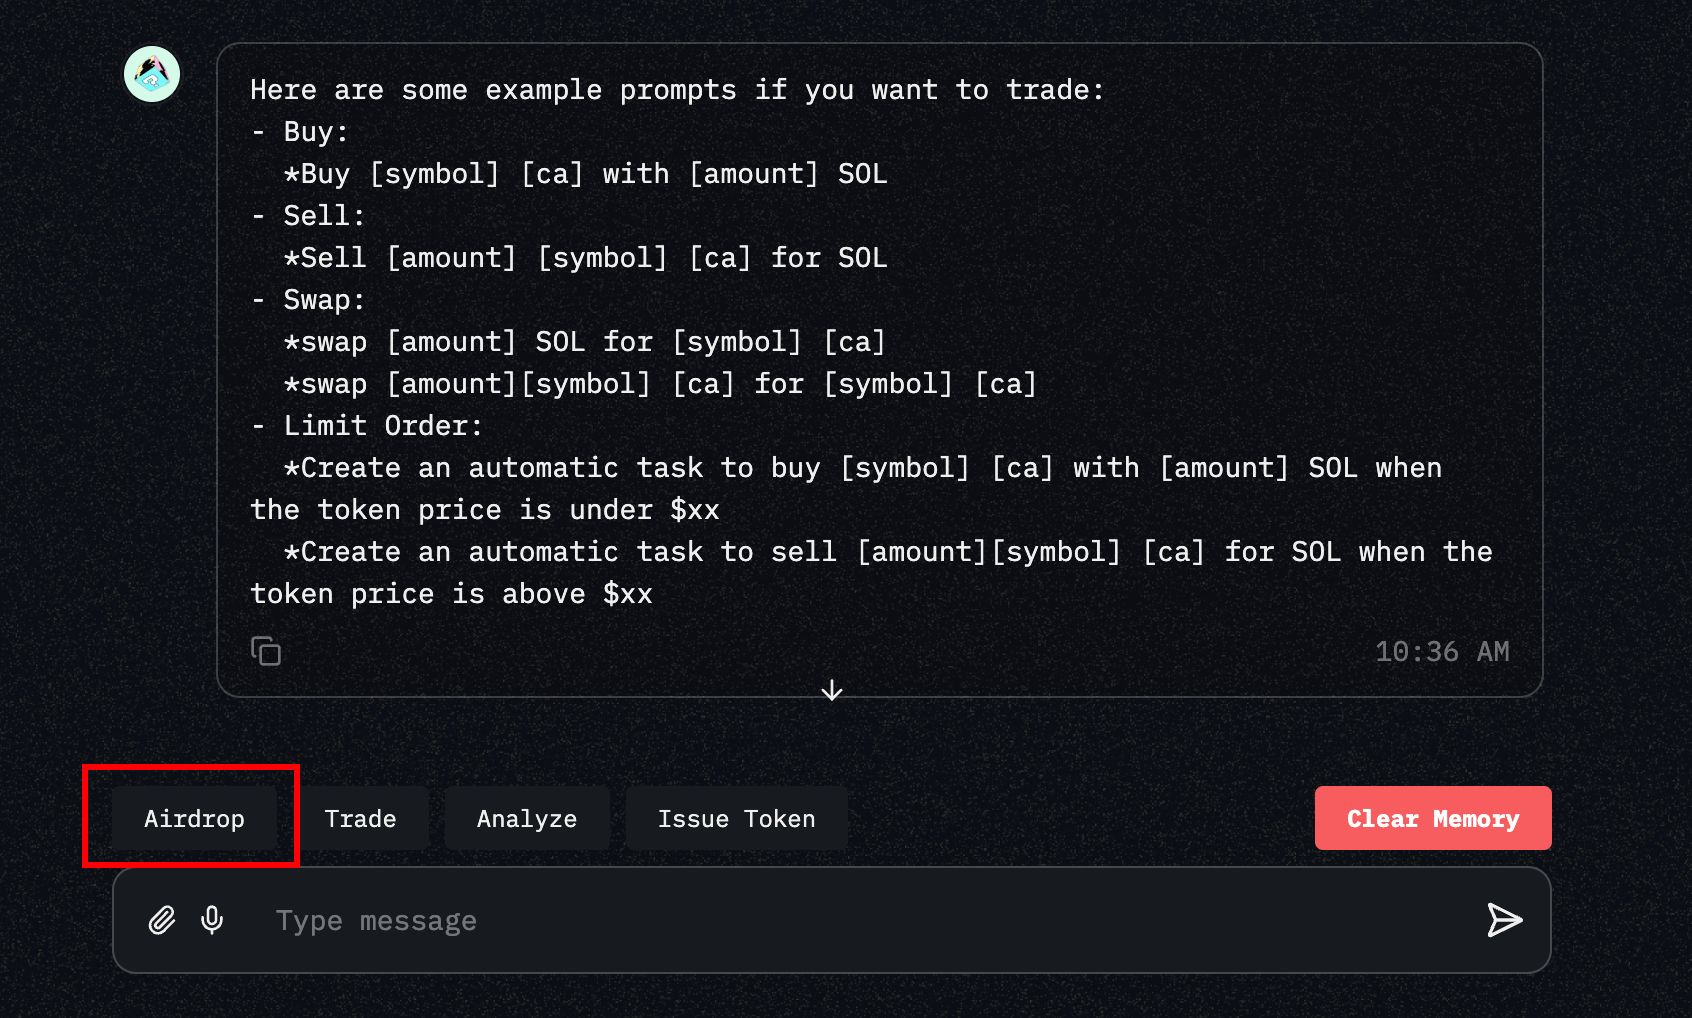 Here are some example prompts if you want to trade:
- Buy:
*Buy [symbol] [ca] with [amount] SOL
- Sell:
*Sell [amount] [symbol] [ca] for SOL
- Swap:
*swap [amount] SOL for [symbol] [ca]
*swap [amount][symbol] [ca] for [symbol] [ca]
- Limit Order:
*Create an automatic task to buy [symbol] [ca] with [amount] SOL when
the token price is under $xx
*Create an automatic task to sell [amount][symbol] [ca] for SOL when the
token price is above $xx
10:36 AM
Airdrop Trade Analyze Issue Token Clear Memory
Type message